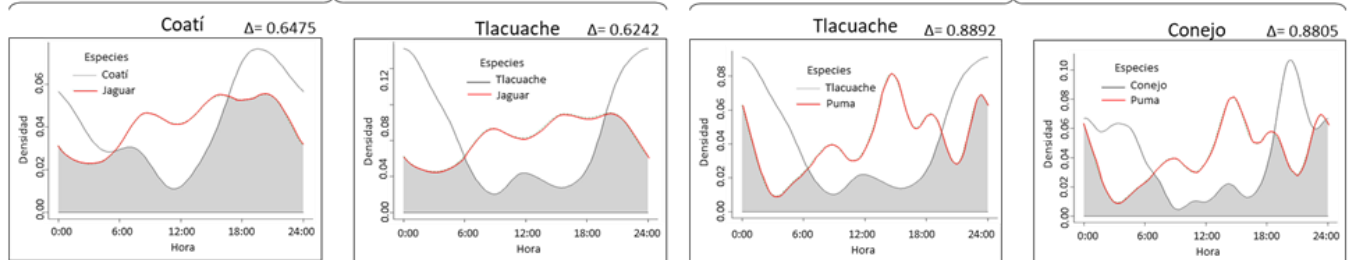 Coatí Δ= 0.6475
Especies
Coatí
Jaguar
Densidad
0.00 0.02 0.04 0.06
0:00 6:00 12:00 18:00 24:00
Hora
Tlacuache Δ= 0.6242
Especies
Tlacuache
Jaguar
Densidad
0.00 0.04 0.08 0.12
0:00 6:00 12:00 18:00 24:00
Hora
Tlacuache Δ= 0.8892
Especies
Tlacuache
Puma
Densidad
0.00 0.02 0.04 0.06 0.08
0:00 6:00 12:00 18:00 24:00
Hora
Conejo Δ= 0.8805
Especies
Conejo
Puma
Densidad
0.00 0.02 0.04 0.06 0.08 0.10
0:00 6:00 12:00 18:00 24:00
Hora